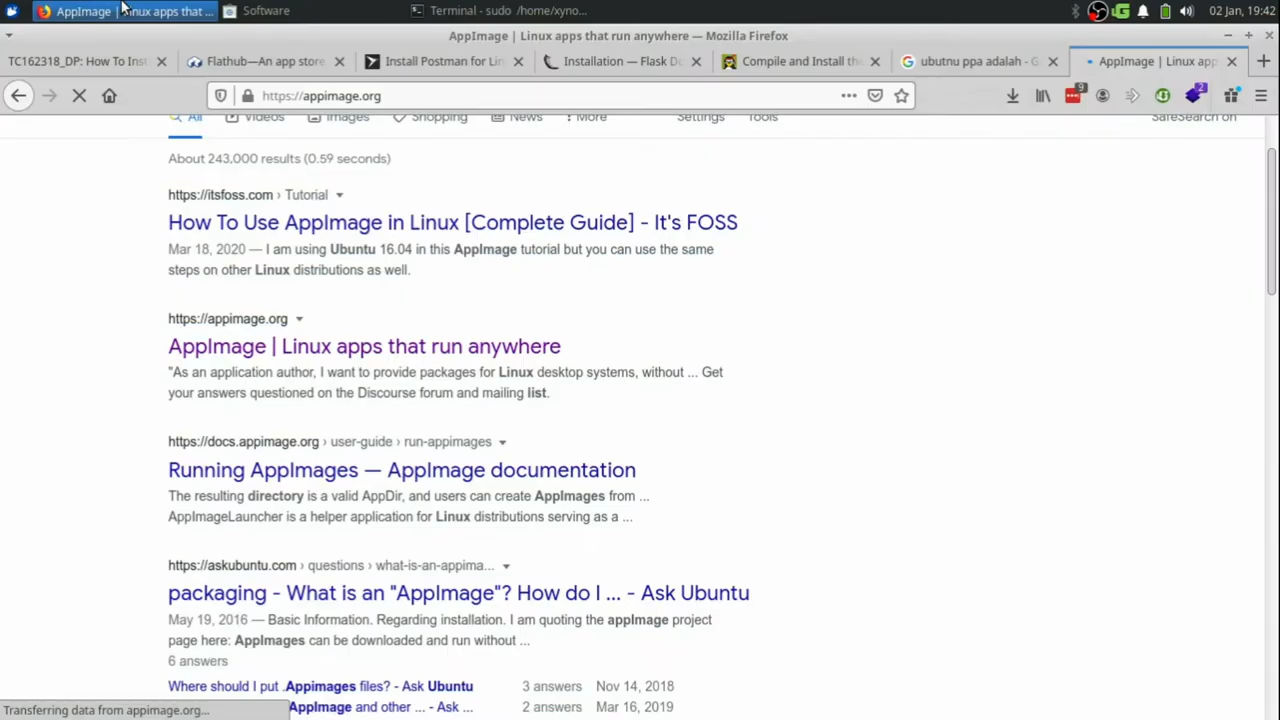 AppImage | Linux apps that ...
Software
Terminal - sudo /home/xyno...
02 Jan, 19:42
AppImage | Linux apps that run anywhere — Mozilla Firefox
TC162318_DP: How To Inst
Flathub—An app store
Install Postman for Lin
Installation — Flask Do
Compile and Install the
ubutnu ppa adalah - G
AppImage | Linux app
https://appimage.org
9
2
All
Videos
Images
Shopping
News
More
Settings
Tools
SafeSearch on
About 243,000 results (0.59 seconds)
https://itsfoss.com › Tutorial
How To Use AppImage in Linux [Complete Guide] - It's FOSS
Mar 18, 2020 — I am using Ubuntu 16.04 in this AppImage tutorial but you can use the same
steps on other Linux distributions as well.
https://appimage.org
AppImage | Linux apps that run anywhere
"As an application author, I want to provide packages for Linux desktop systems, without ... Get
your answers questioned on the Discourse forum and mailing list.
https://docs.appimage.org › user-guide › run-appimages
Running AppImages — AppImage documentation
The resulting directory is a valid AppDir, and users can create AppImages from ...
AppImageLauncher is a helper application for Linux distributions serving as a ...
https://askubuntu.com › questions › what-is-an-appima...
packaging - What is an "AppImage"? How do I ... - Ask Ubuntu
May 19, 2016 — Basic Information. Regarding installation. I am quoting the appImage project
page here: AppImages can be downloaded and run without ...
6 answers
Where should I put .Appimages files? - Ask Ubuntu
3 answers
Nov 14, 2018
AppImage and other ... - Ask ...
2 answers
Mar 16, 2019
Transferring data from appimage.org...